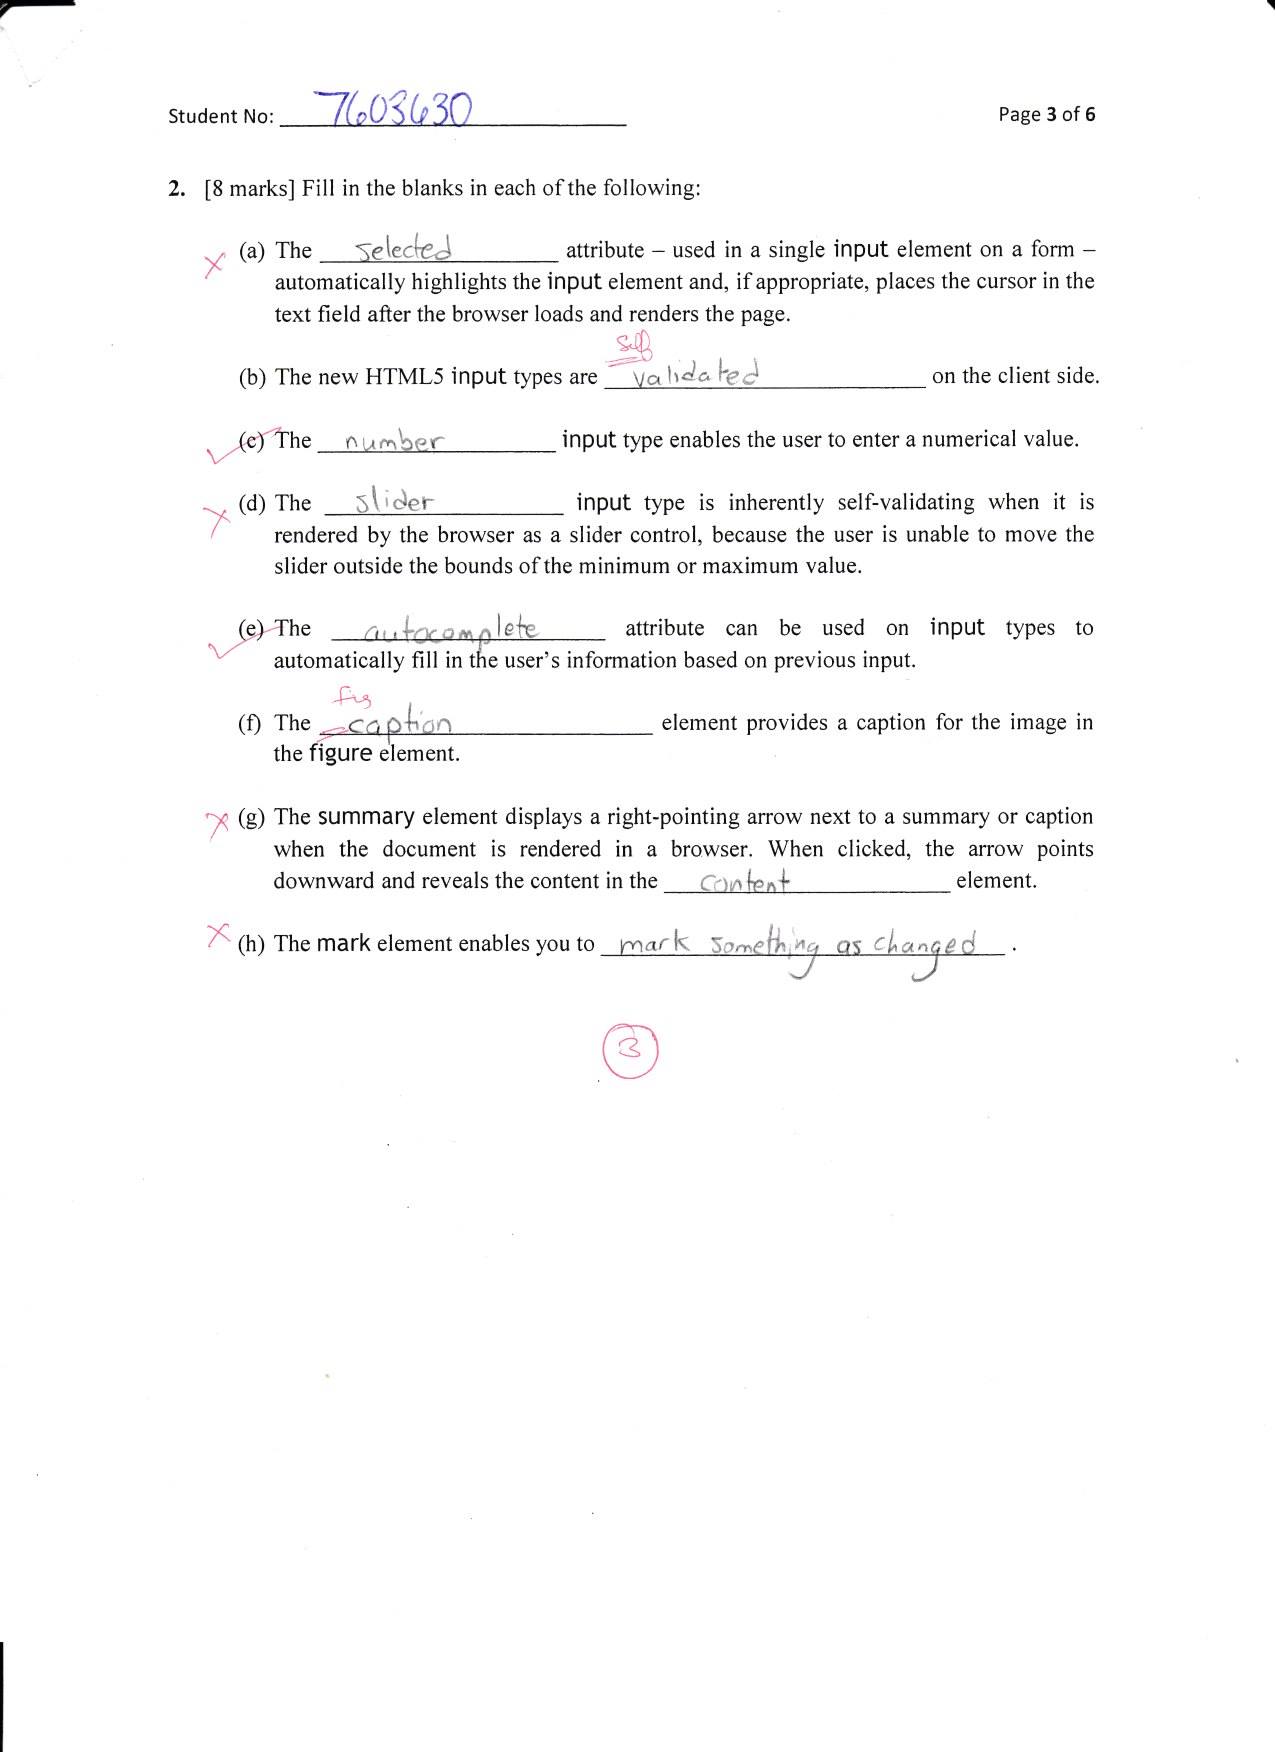 Student No: 7603630 Page 3 of 6
2. [8 marks] Fill in the blanks in each of the following:
(a) The selected attribute – used in a single input element on a form –
automatically highlights the input element and, if appropriate, places the cursor in the
text field after the browser loads and renders the page.
self
(b) The new HTML5 input types are validated on the client side.
(c) The number input type enables the user to enter a numerical value.
(d) The slider input type is inherently self-validating when it is
rendered by the browser as a slider control, because the user is unable to move the
slider outside the bounds of the minimum or maximum value.
(e) The autocomplete attribute can be used on input types to
automatically fill in the user's information based on previous input.
fig
(f) The caption element provides a caption for the image in
the figure element.
(g) The summary element displays a right-pointing arrow next to a summary or caption
when the document is rendered in a browser. When clicked, the arrow points
downward and reveals the content in the content element.
(h) The mark element enables you to mark something as changed .
3